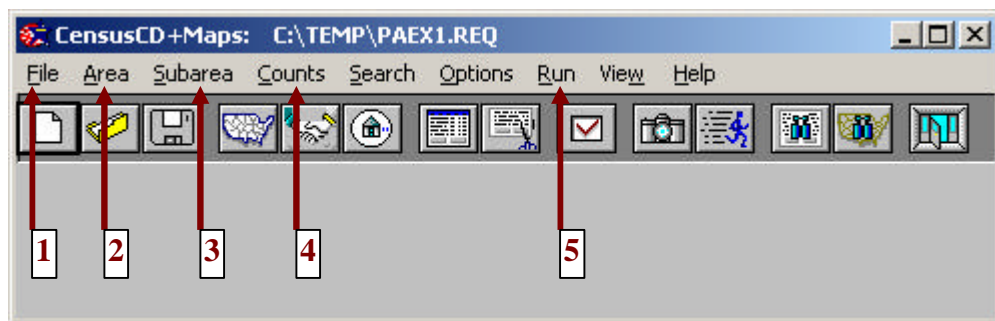 CensusCD+Maps: C:\TEMP\PAEX1.REQ
File Area Subarea Counts Search Options Run View Help
1 2 3 4 5